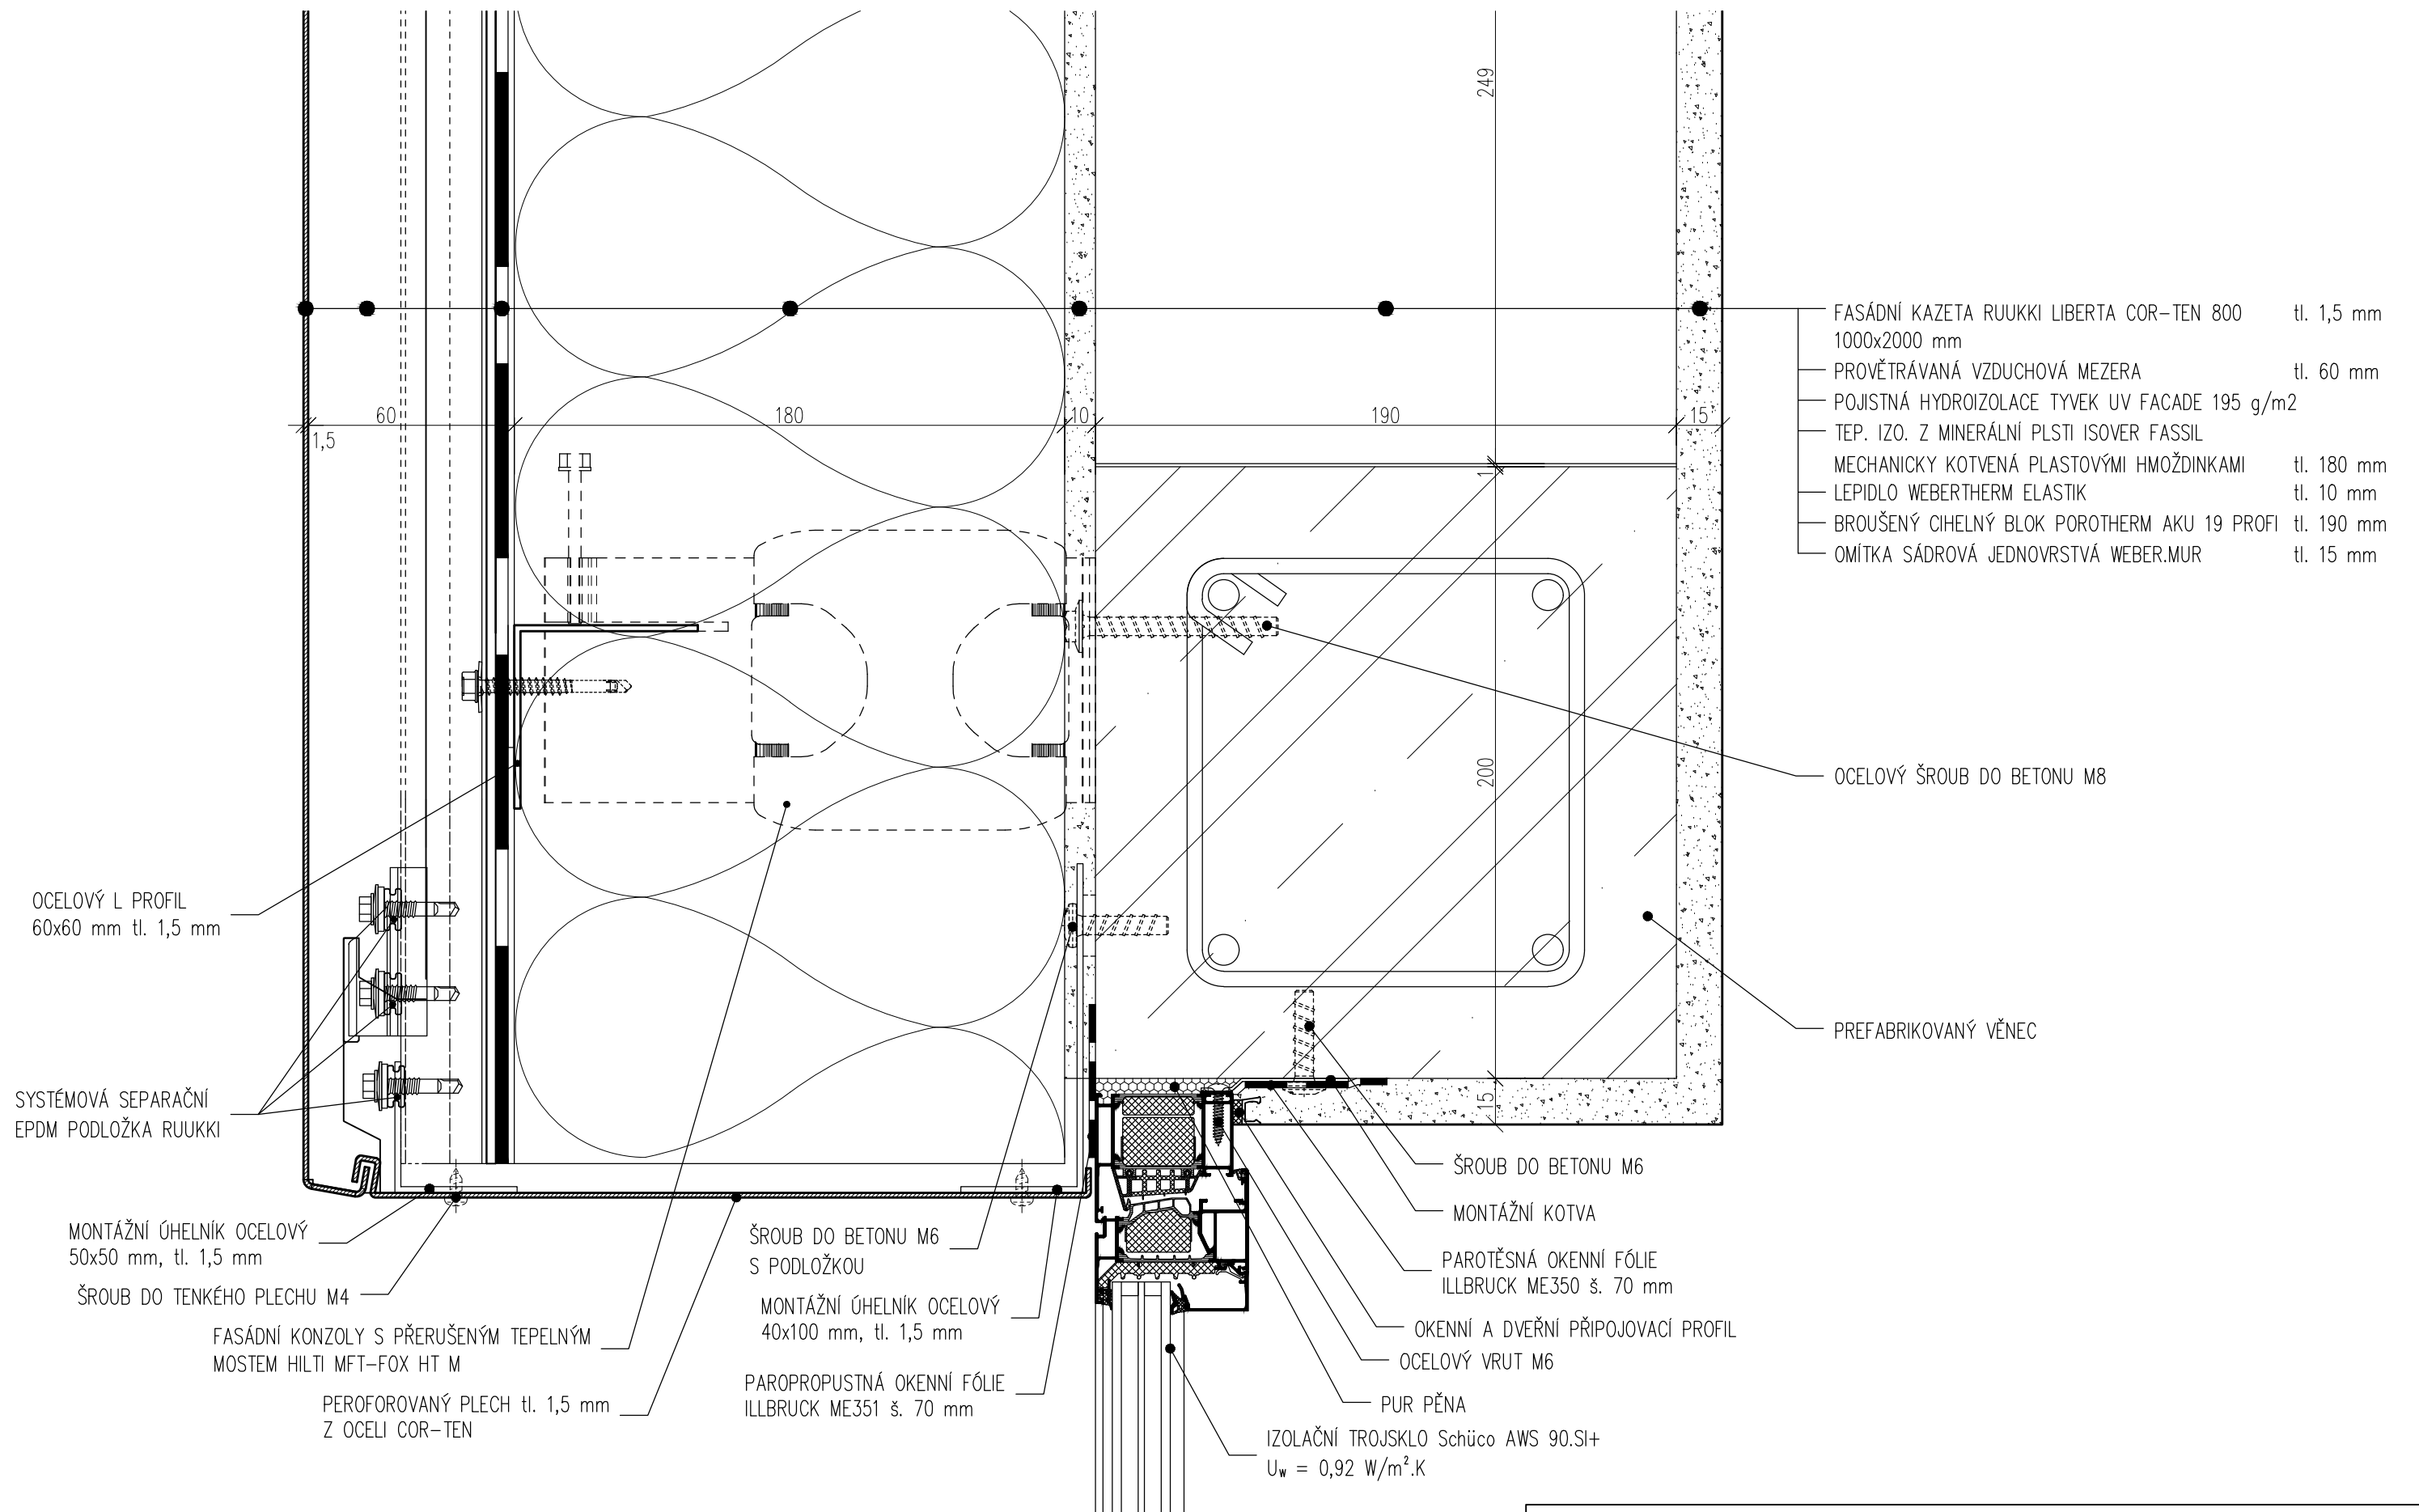 249
FASÁDNÍ KAZETA RUUKKI LIBERTA COR-TEN 800 tl. 1,5 mm
1000x2000 mm
PROVĚTRÁVANÁ VZDUCHOVÁ MEZERA tl. 60 mm
POJISTNÁ HYDROIZOLACE TYVEK UV FACADE 195 g/m2
TEP. IZO. Z MINERÁLNÍ PLSTI ISOVER FASSIL
MECHANICKY KOTVENÁ PLASTOVÝMI HMOŽDINKAMI tl. 180 mm
LEPIDLO WEBERTHERM ELASTIK tl. 10 mm
BROUŠENÝ CIHELNÝ BLOK POROTHERM AKU 19 PROFI tl. 190 mm
OMÍTKA SÁDROVÁ JEDNOVRSTVÁ WEBER.MUR tl. 15 mm
60 180 10 190 15
1,5
1
200
15
OCELOVÝ ŠROUB DO BETONU M8
OCELOVÝ L PROFIL
60x60 mm tl. 1,5 mm
PREFABRIKOVANÝ VĚNEC
SYSTÉMOVÁ SEPARAČNÍ
EPDM PODLOŽKA RUUKKI
ŠROUB DO BETONU M6
MONTÁŽNÍ KOTVA
PAROTĚSNÁ OKENNÍ FÓLIE
ILLBRUCK ME350 š. 70 mm
OKENNÍ A DVEŘNÍ PŘIPOJOVACÍ PROFIL
OCELOVÝ VRUT M6
PUR PĚNA
IZOLAČNÍ TROJSKLO Schüco AWS 90.SI+
Uw = 0,92 W/m².K
MONTÁŽNÍ ÚHELNÍK OCELOVÝ
50x50 mm, tl. 1,5 mm
ŠROUB DO TENKÉHO PLECHU M4
FASÁDNÍ KONZOLY S PŘERUŠENÝM TEPELNÝM
MOSTEM HILTI MFT-FOX HT M
PEROFOROVANÝ PLECH tl. 1,5 mm
Z OCELI COR-TEN
ŠROUB DO BETONU M6
S PODLOŽKOU
MONTÁŽNÍ ÚHELNÍK OCELOVÝ
40x100 mm, tl. 1,5 mm
PAROPROPUSTNÁ OKENNÍ FÓLIE
ILLBRUCK ME351 š. 70 mm